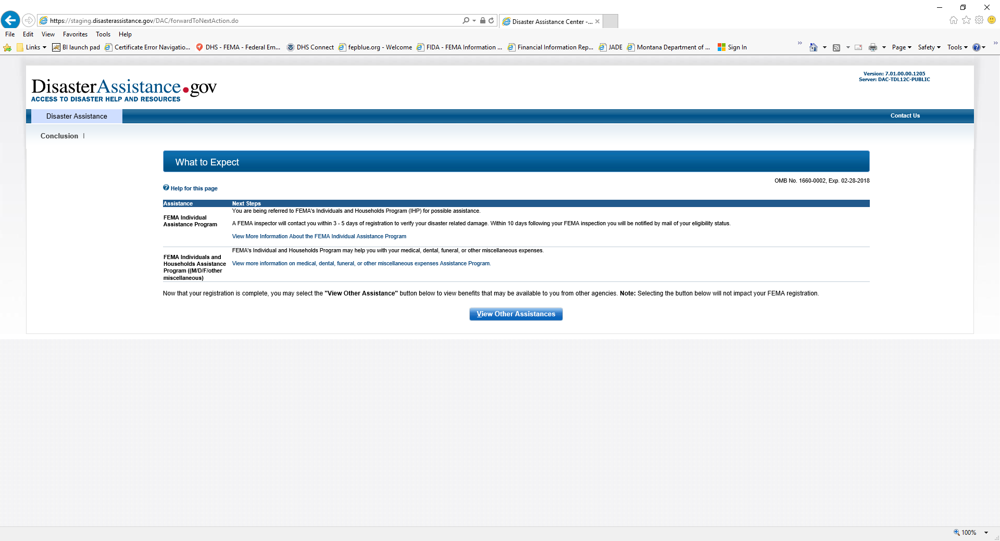 https://staging.disasterassistance.gov/DAC/forwardToNextAction.do
Disaster Assistance Center -...
File Edit View Favorites Tools Help
Links BI launch pad Certificate Error Navigatio... DHS - FEMA - Federal Em... DHS Connect fepblue.org - Welcome FIDA - FEMA Information ... Financial Information Rep... JADE Montana Department of ... Sign In » Page Safety Tools »
Version: 7.01.00.00.1205
Server: DAC-TDL12C-PUBLIC
DisasterAssistance.gov
ACCESS TO DISASTER HELP AND RESOURCES
Disaster Assistance Contact Us
Conclusion |
What to Expect
OMB No. 1660-0002, Exp. 02-28-2018
Help for this page
Assistance Next Steps
FEMA Individual
Assistance Program
You are being referred to FEMA's Individuals and Households Program (IHP) for possible assistance.
A FEMA inspector will contact you within 3 - 5 days of registration to verify your disaster related damage. Within 10 days following your FEMA inspection you will be notified by mail of your eligibility status.
View More Information About the FEMA Individual Assistance Program
FEMA Individuals and
Households Assistance
Program ((M/D/F/other
miscellaneous)
FEMA's Individual and Households Program may help you with your medical, dental, funeral, or other miscellaneous expenses.
View more information on medical, dental, funeral, or other miscellaneous expenses Assistance Program.
Now that your registration is complete, you may select the "View Other Assistance" button below to view benefits that may be available to you from other agencies. Note: Selecting the button below will not impact your FEMA registration.
View Other Assistances
100%